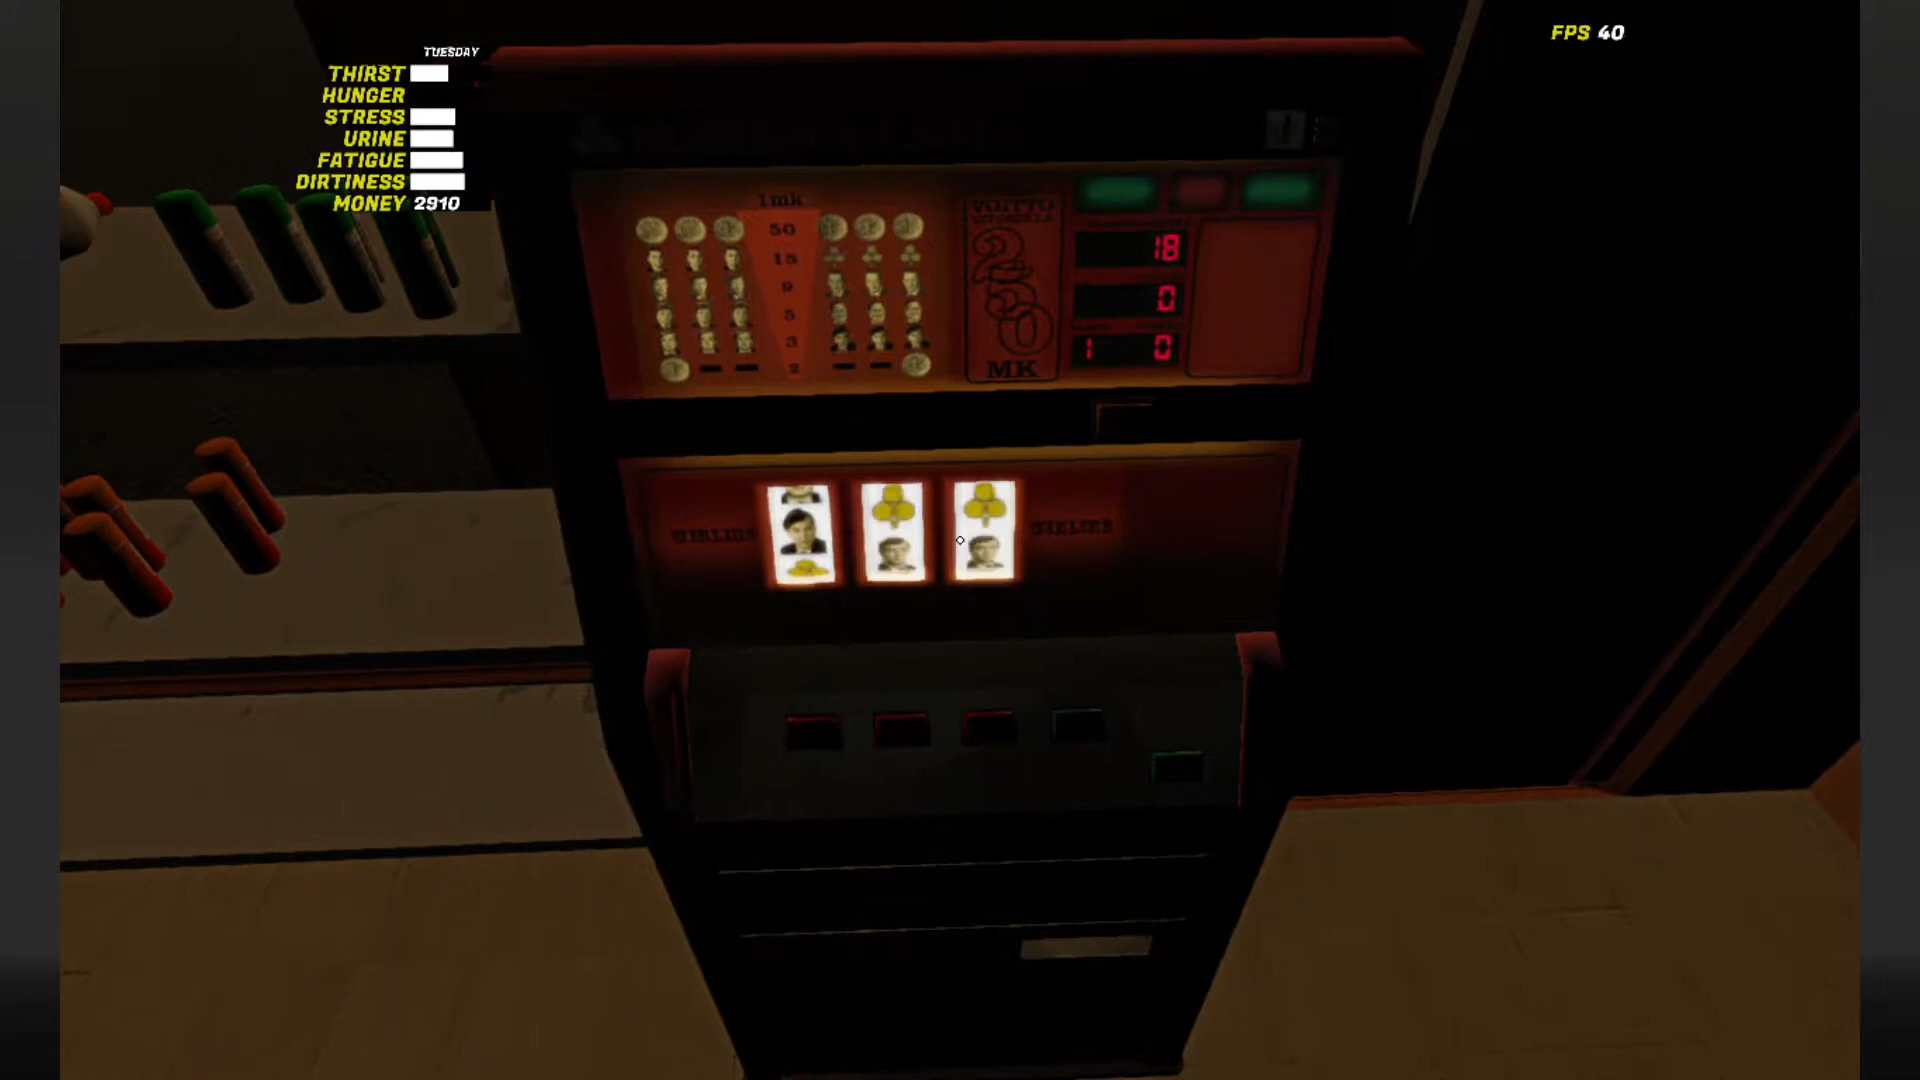 TUESDAY
FPS 40
THIRST
HUNGER
STRESS
URINE
FATIGUE
DIRTINESS
MONEY 2910
1mk
50
15
9
5
3
2
VOITTO
250
MK
18
0
1 0